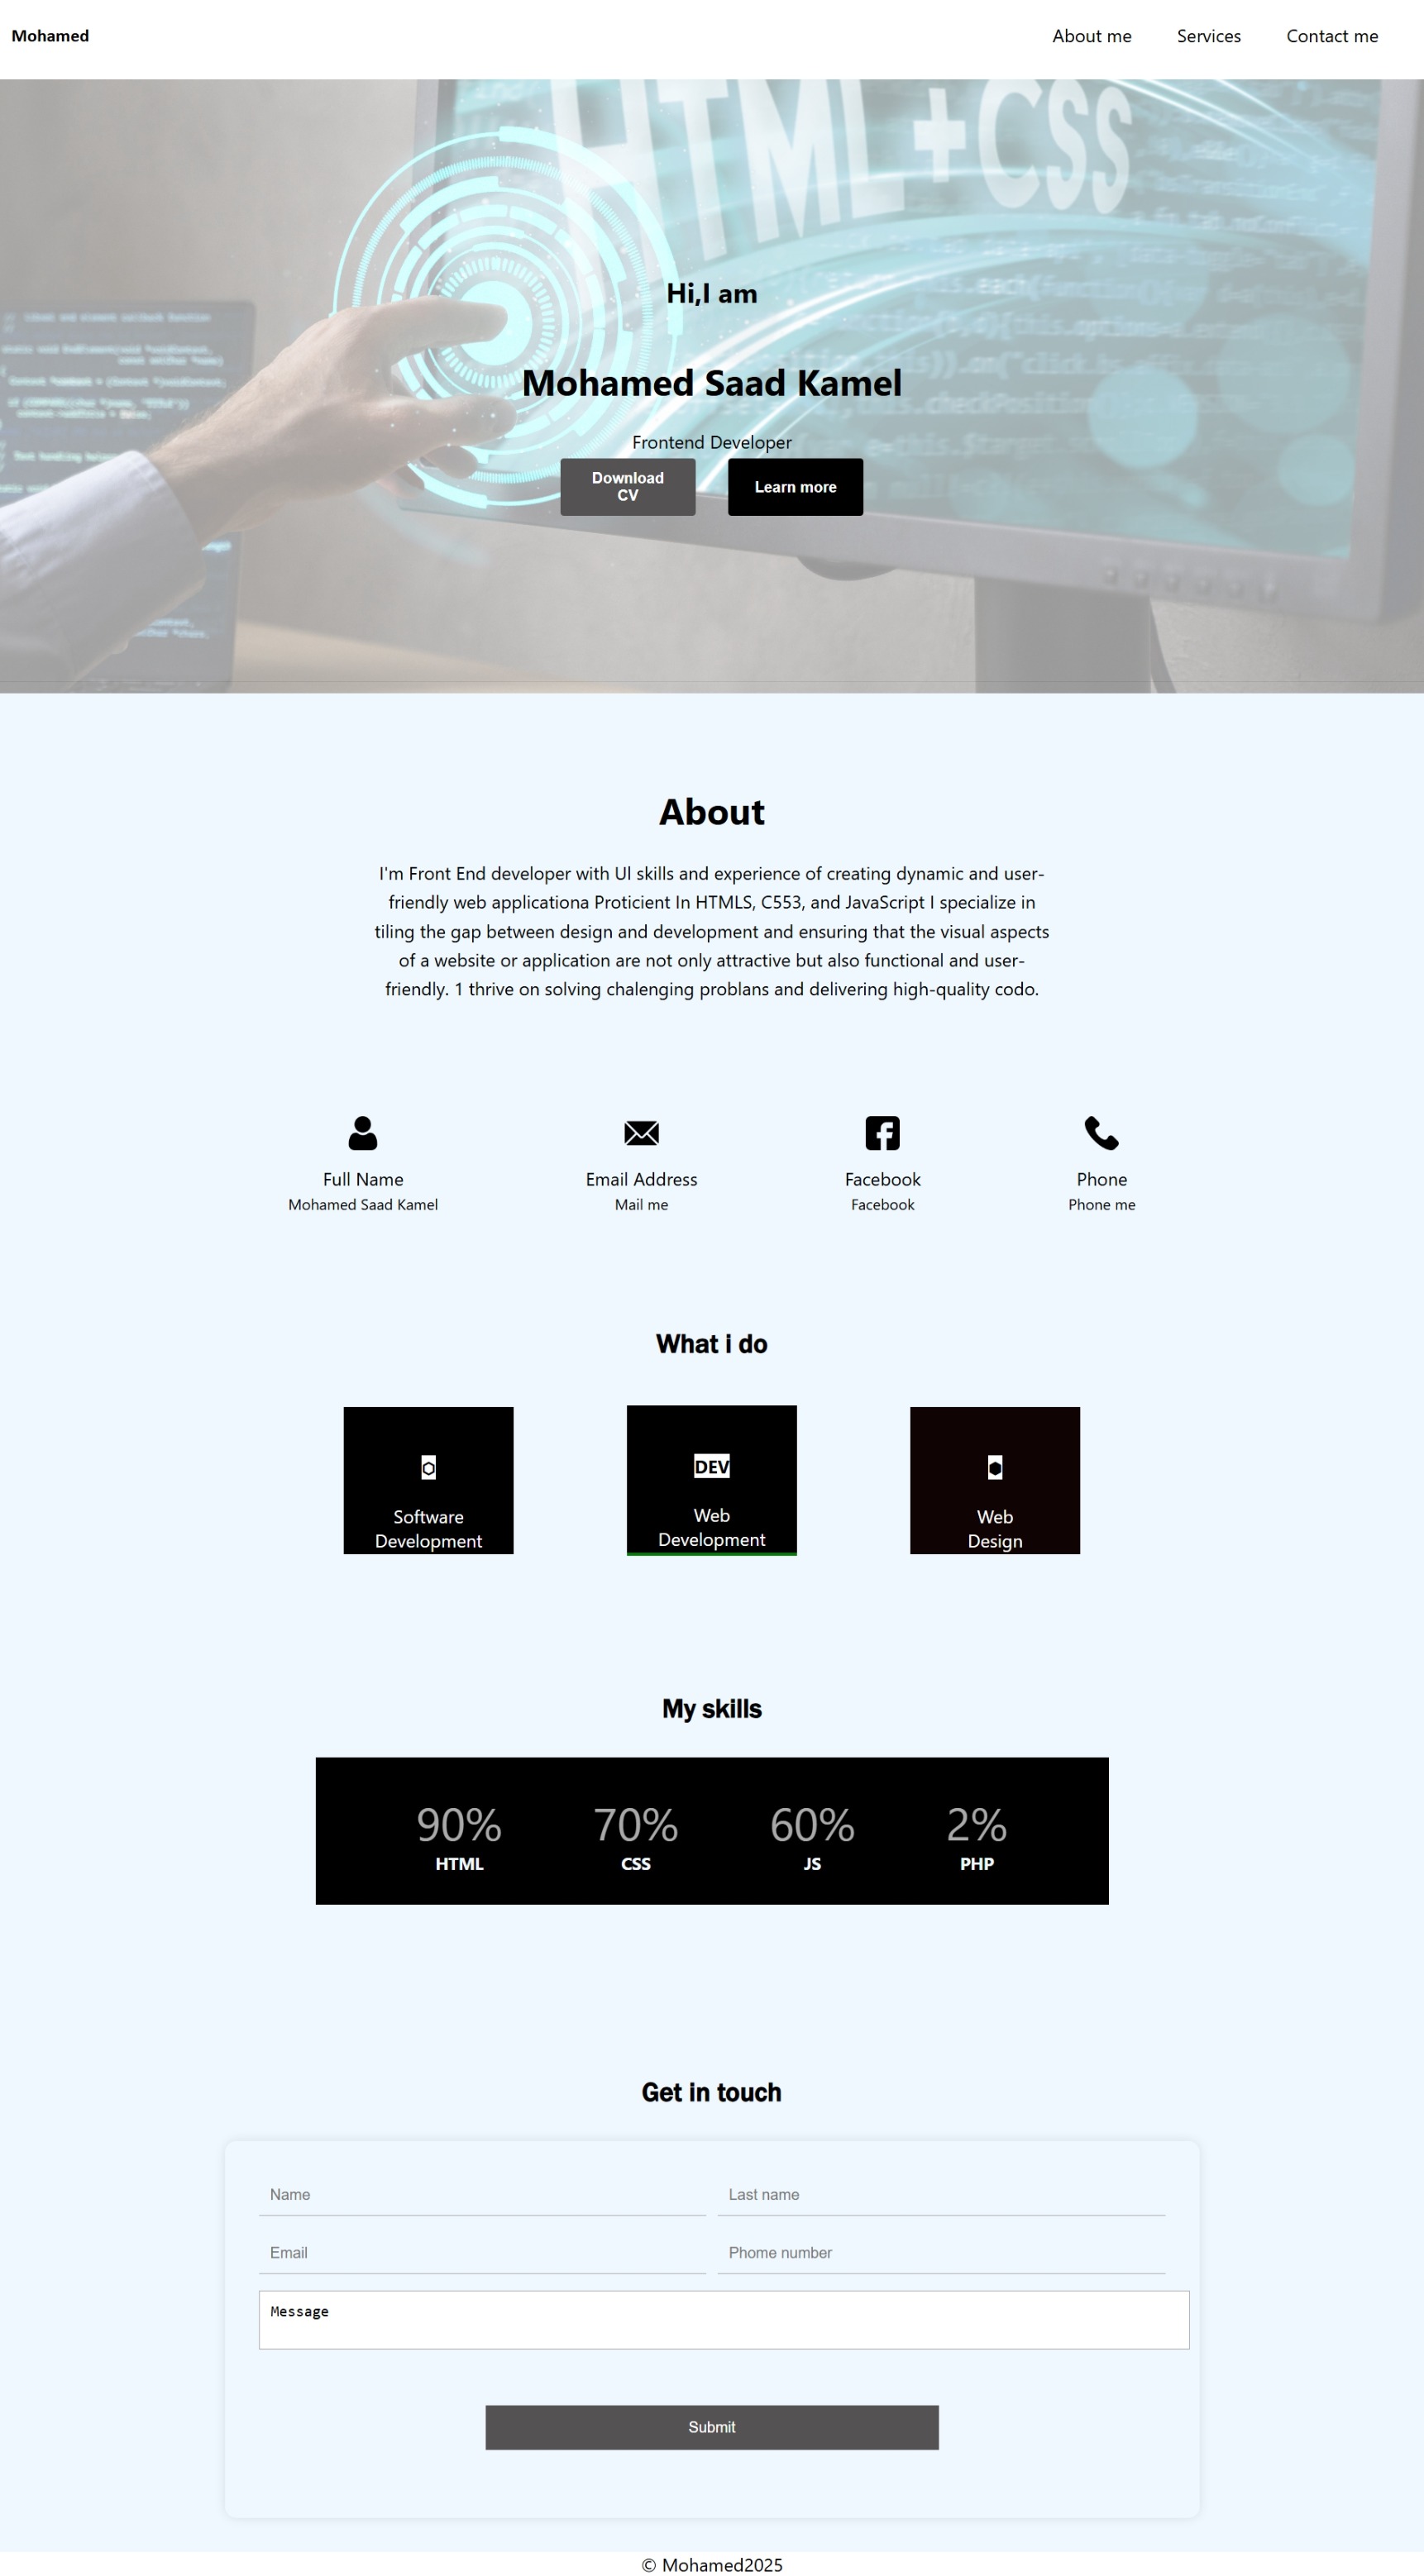 Mohamed
About me Services Contact me
HTML+CSS
Hi,I am
Mohamed Saad Kamel
Frontend Developer
Download
CV
Learn more
About
I'm Front End developer with Ul skills and experience of creating dynamic and user-
friendly web applicationa Proticient In HTMLS, C553, and JavaScript I specialize in
tiling the gap between design and development and ensuring that the visual aspects
of a website or application are not only attractive but also functional and user-
friendly. 1 thrive on solving chalenging problans and delivering high-quality codo.
Full Name
Mohamed Saad Kamel
Email Address
Mail me
Facebook
Facebook
Phone
Phone me
What i do
Software
Development
DEV
Web
Development
Web
Design
My skills
90% 70% 60% 2%
HTML CSS JS PHP
Get in touch
Name Last name
Email Phome number
Message
Submit
© Mohamed2025